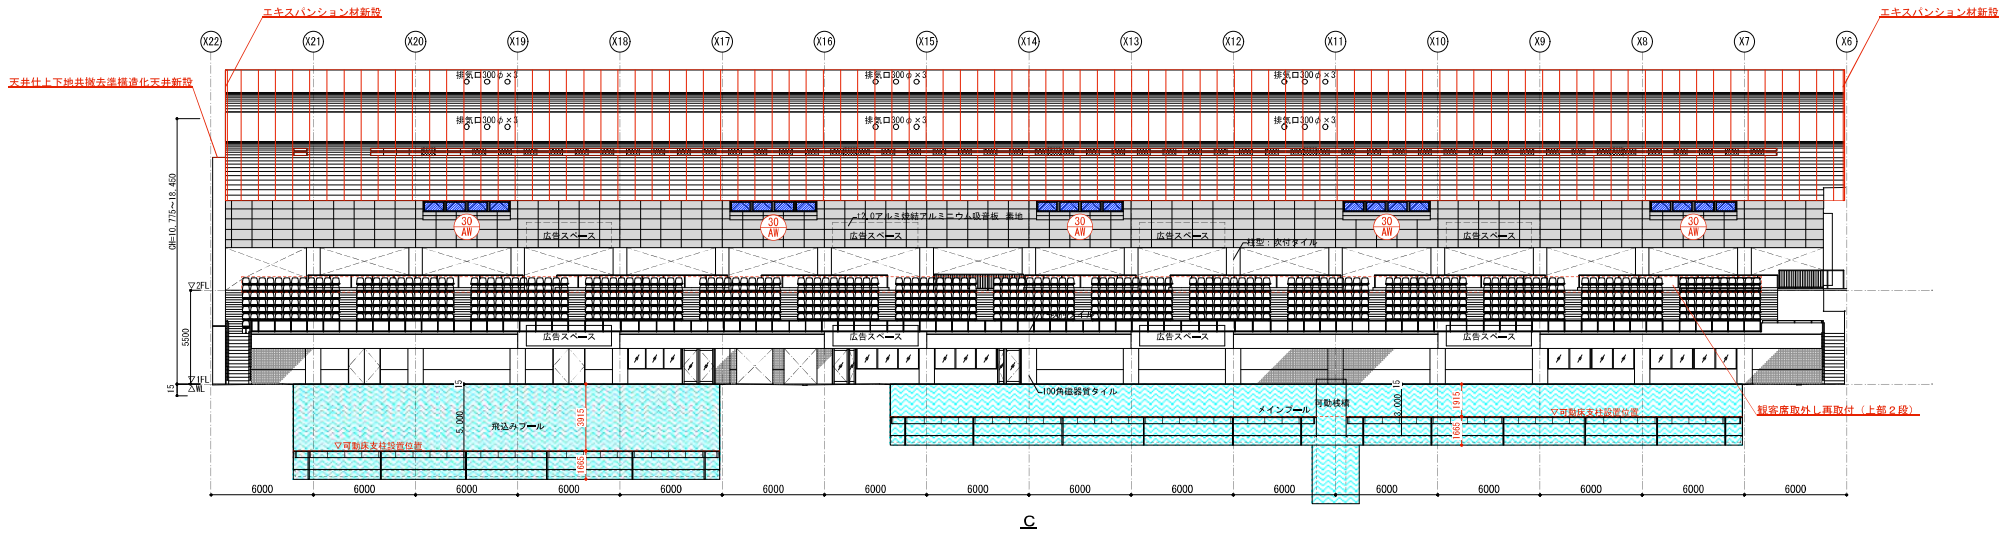 エキスパンション材新設
エキスパンション材新設
X22 X21 X20 X19 X18 X17 X16 X15 X14 X13 X12 X11 X10 X9 X8 X7 X6
排気口300φ×3 排気口300φ×3 排気口300φ×3
天井仕上下地共撤去準構造化天井新設
排気口300φ×3 排気口300φ×3 排気口300φ×3
CH=10,775~18,450
30 AW 30 AW 30 AW 30 AW 30 AW
t2.0アルミ焼結アルミニウム吸音板 素地
広告スペース 広告スペース 広告スペース 広告スペース
柱型:吹付タイル
▽2FL
5500
広告スペース 広告スペース 広告スペース 広告スペース
▽1FL
△WL
15
15
15
100角磁器質タイル
5,000
3915
飛込みプール
メインプール
可動桟橋
3,000
1915
▽可動床支柱設置位置
観客席取外し再取付(上部2段)
1665
▽可動床支柱設置位置
1665
6000 6000 6000 6000 6000 6000 6000 6000 6000 6000 6000 6000 6000 6000 6000 6000
C